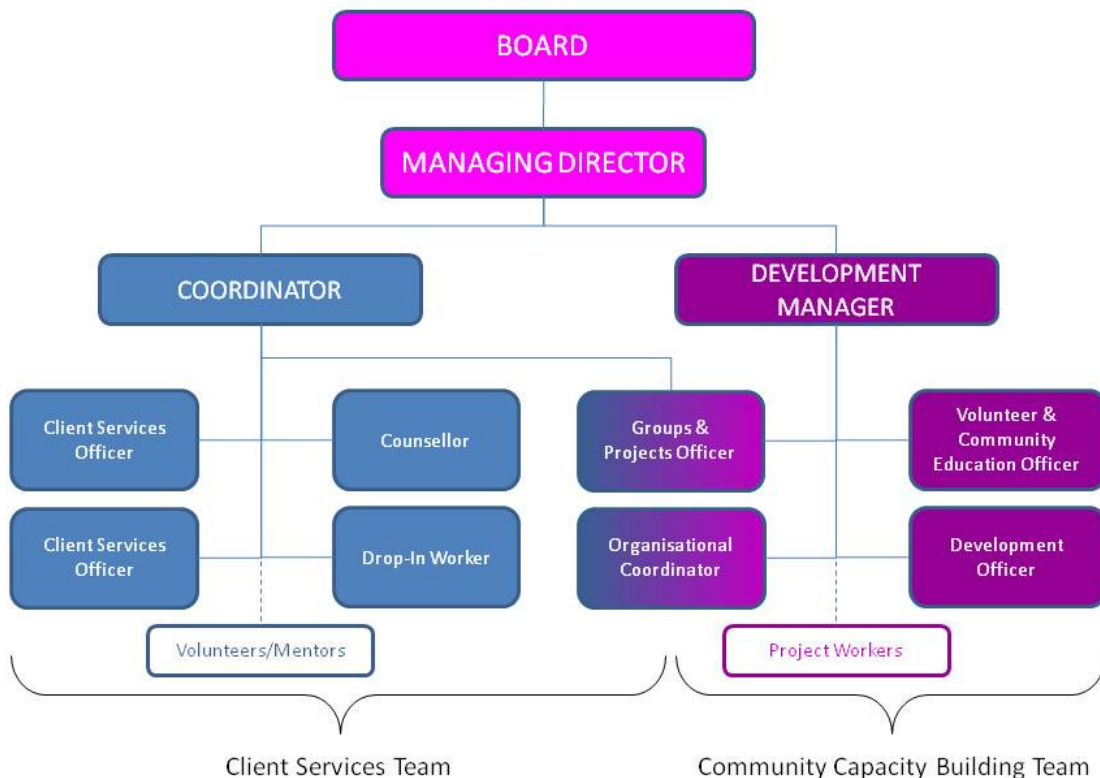 BOARD
MANAGING DIRECTOR
COORDINATOR
DEVELOPMENT
MANAGER
Client Services
Officer
Counsellor
Groups &
Projects Officer
Volunteer &
Community
Education Officer
Client Services
Officer
Drop-In Worker
Organisational
Coordinator
Development
Officer
Volunteers/Mentors
Project Workers
Client Services Team
Community Capacity Building Team